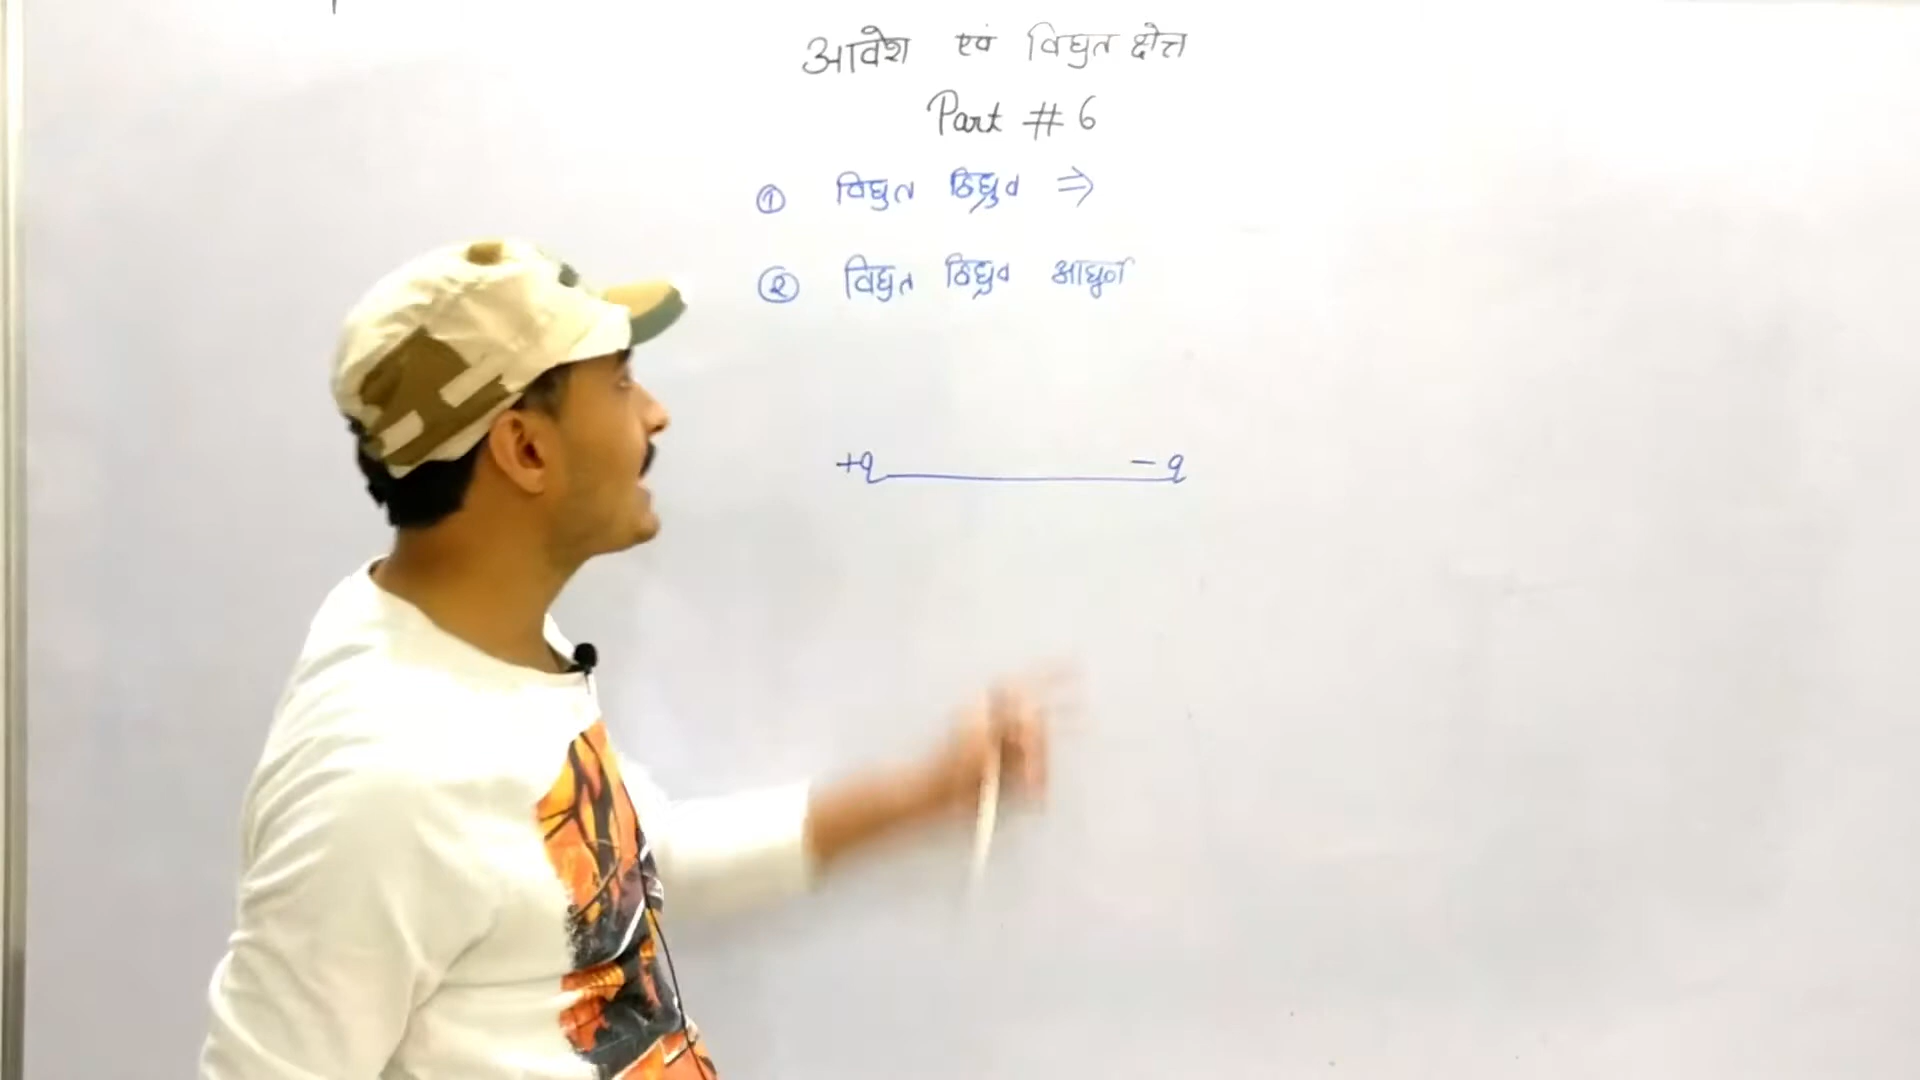 आवेश एवं विद्युत क्षेत्र
Part # 6
① विद्युत द्विध्रुव ⇒
② विद्युत द्विध्रुव आघूर्ण
+q - q